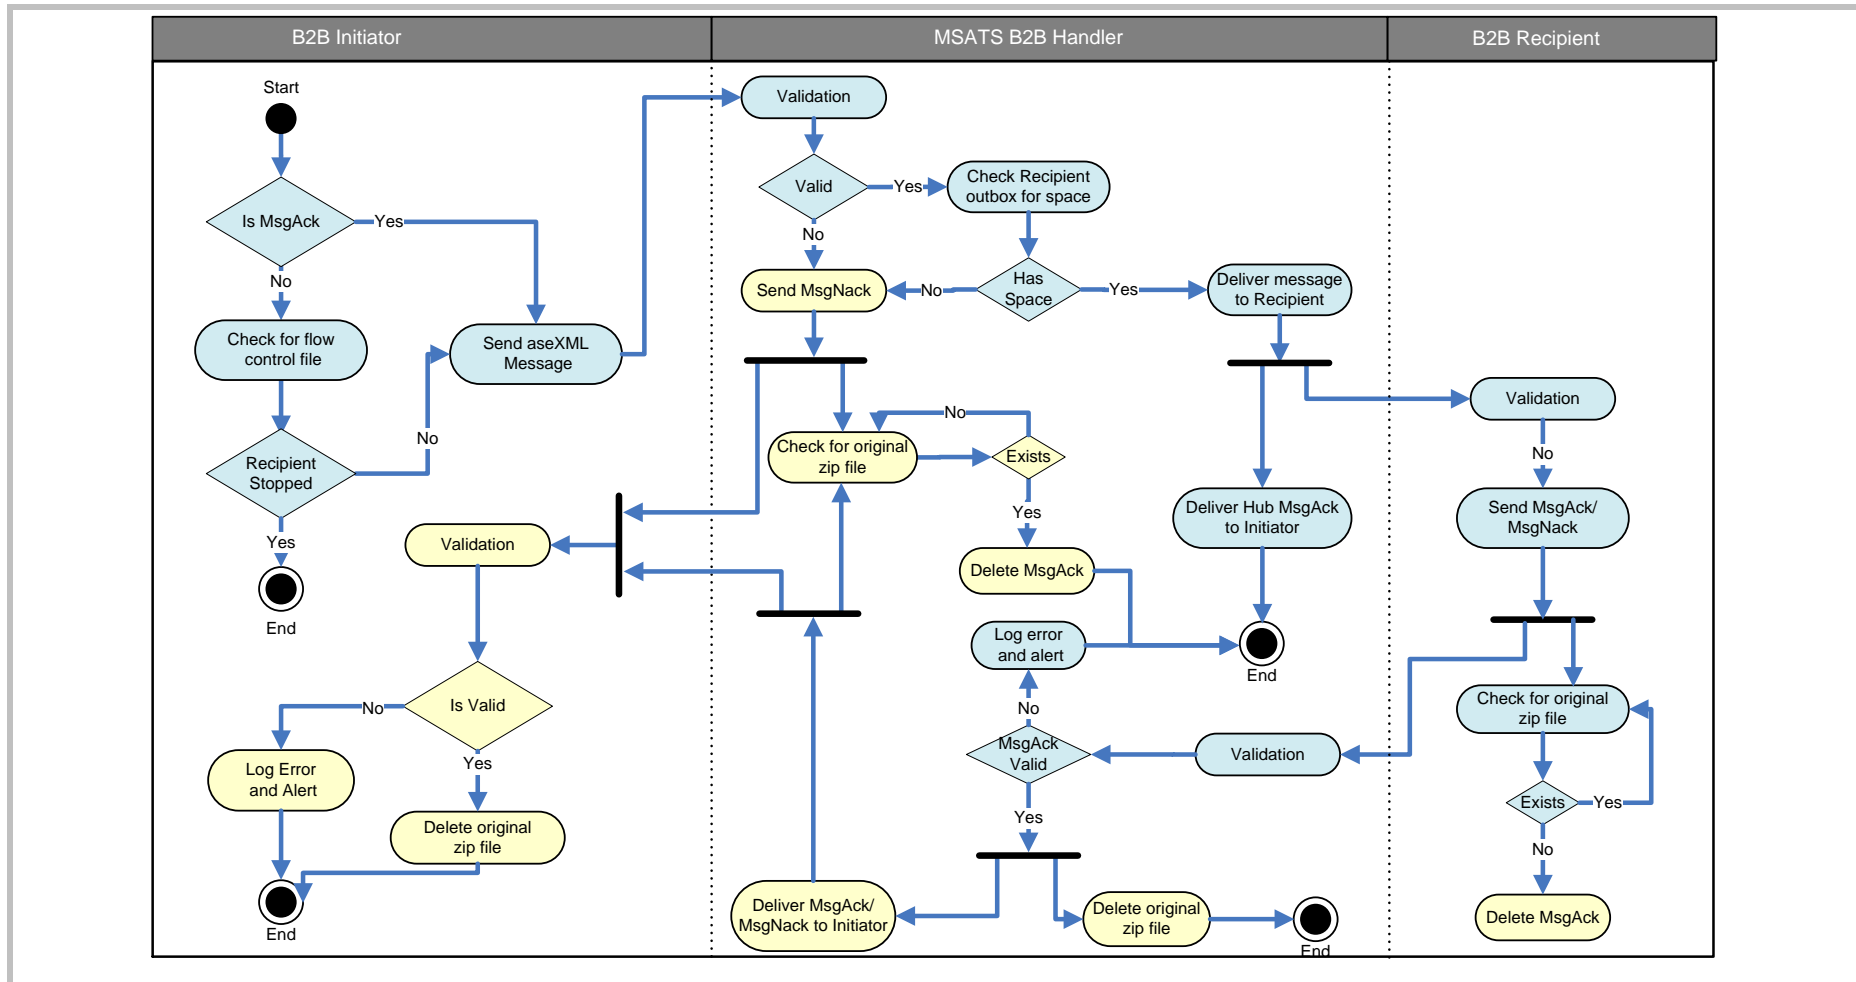 B2B Initiator
MSATS B2B Handler
B2B Recipient
Start
Is MsgAck
Yes
No
Check for flow
control file
Send aseXML
Message
No
Recipient
Stopped
Yes
End
Validation
Is Valid
No
Yes
Log Error
and Alert
Delete original
zip file
End
Validation
Valid
Yes
Check Recipient
outbox for space
No
Send MsgNack
No
Has
Space
Yes
Deliver message
to Recipient
No
Check for original
zip file
Exists
Yes
Delete MsgAck
Deliver Hub MsgAck
to Initiator
Log error
and alert
End
No
MsgAck
Valid
Validation
Yes
Deliver MsgAck/
MsgNack to Initiator
Delete original
zip file
End
Validation
No
Send MsgAck/
MsgNack
Check for original
zip file
Exists
Yes
No
Delete MsgAck